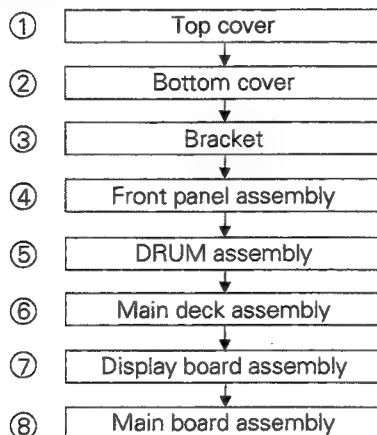 ① Top cover
② Bottom cover
③ Bracket
④ Front panel assembly
⑤ DRUM assembly
⑥ Main deck assembly
⑦ Display board assembly
⑧ Main board assembly